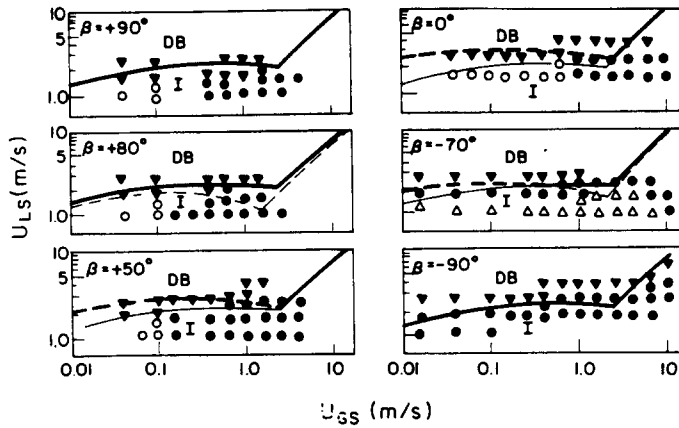 10
5
1.0
β=+90°
DB
I
β=0°
DB
I
10
5
1.0
β=+80°
DB
I
β=-70°
DB
I
10
5
1.0
β=+50°
DB
I
β=-90°
DB
I
0.01 0.1 1.0 10
0.01 0.1 1.0 10
U_LS (m/s)
U_GS (m/s)